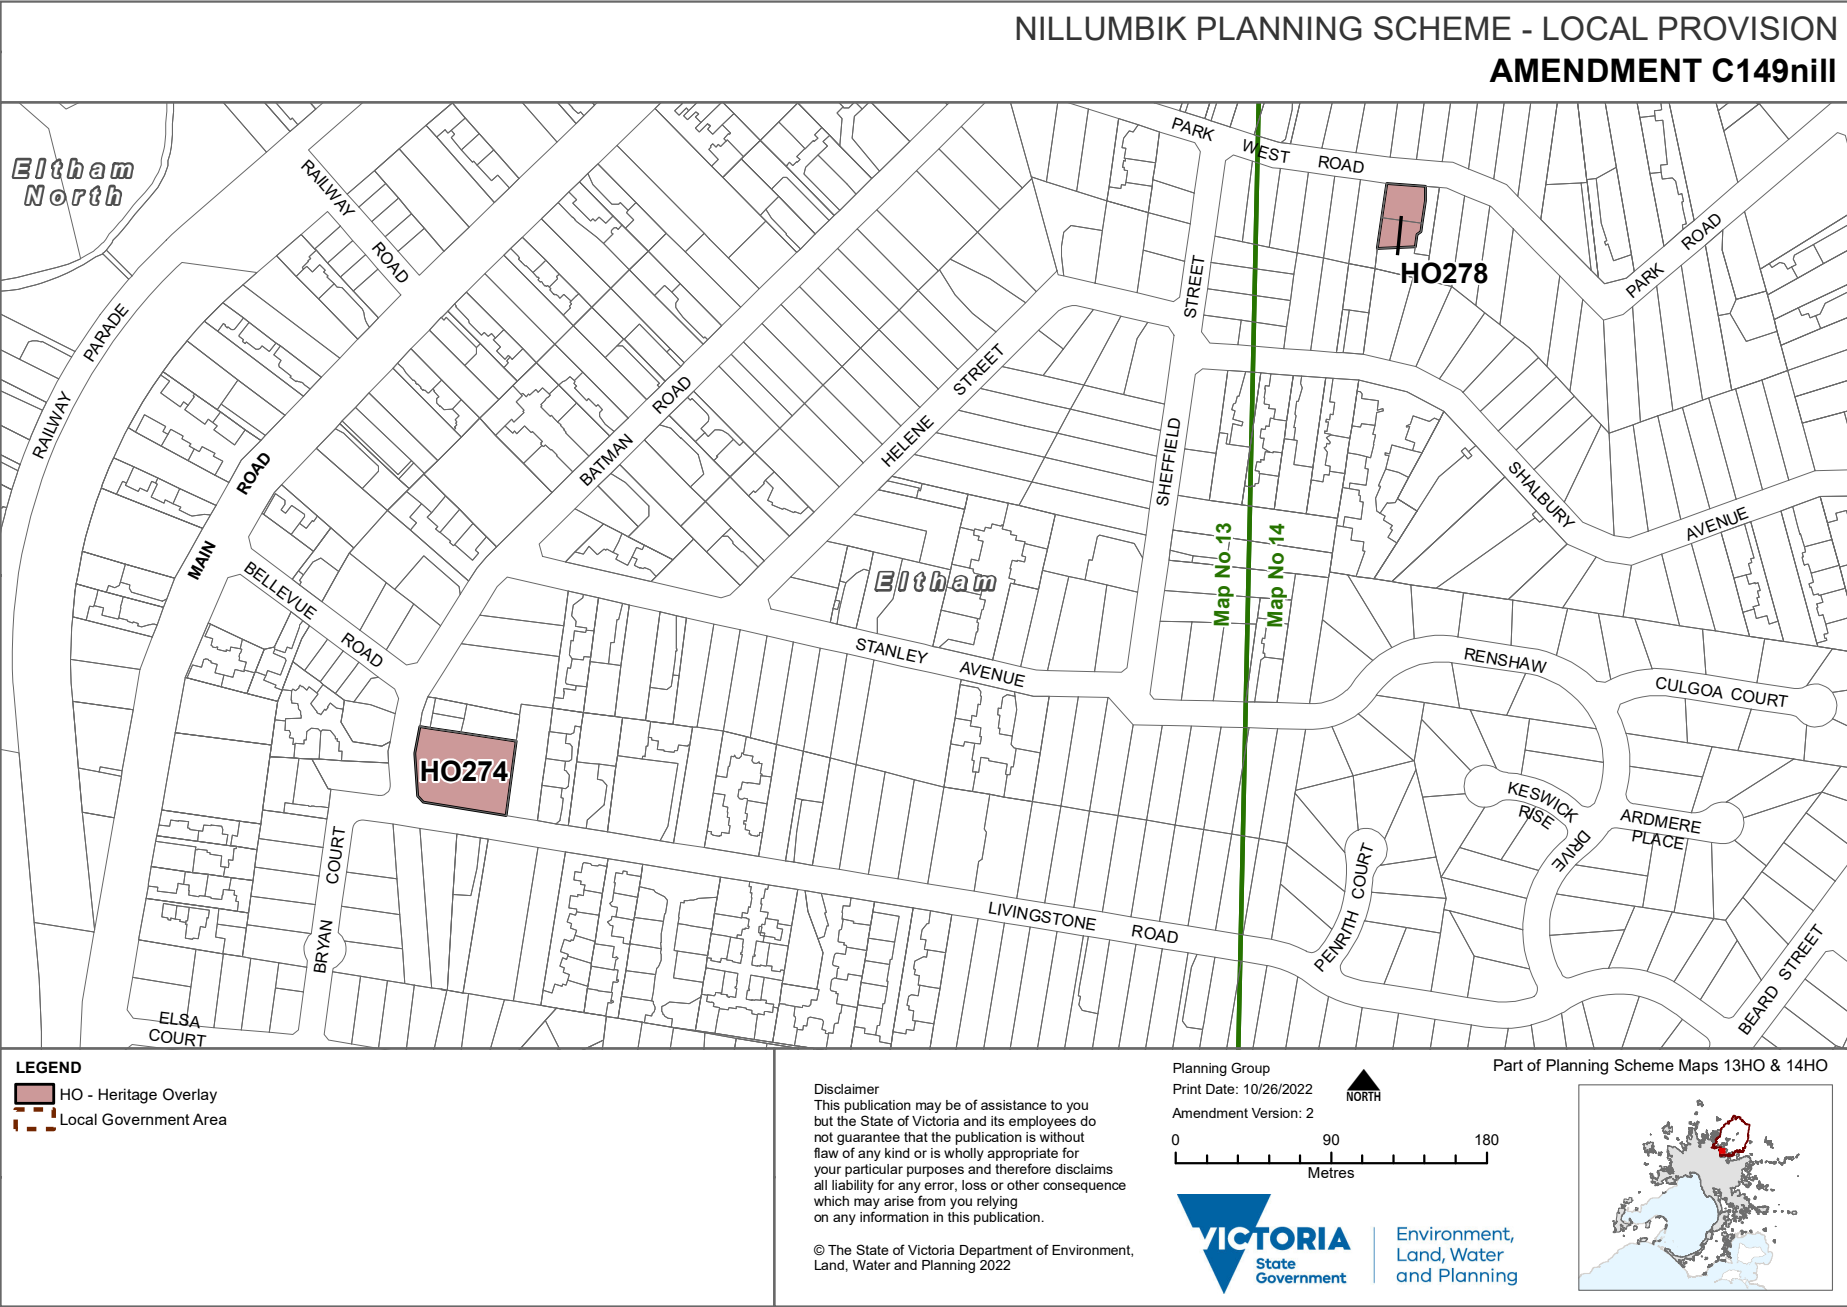 NILLUMBIK PLANNING SCHEME - LOCAL PROVISION
AMENDMENT C149nill
Eltham
North
RAILWAY
ROAD
RAILWAY
PARADE
MAIN
ROAD
BELLEVUE
ROAD
BATMAN
ROAD
HELENE
STREET
PARK
WEST
ROAD
PARK
ROAD
HO278
STREET
SHEFFIELD
SHALBURY
AVENUE
Map No 13
Map No 14
Eltham
STANLEY
AVENUE
RENSHAW
DRIVE
CULGOA COURT
KESWICK
RISE
ARDMERE
PLACE
PENRITH COURT
BEARD STREET
HO274
LIVINGSTONE
ROAD
BRYAN
COURT
ELSA
COURT
LEGEND
HO - Heritage Overlay
Local Government Area
Disclaimer
This publication may be of assistance to you
but the State of Victoria and its employees do
not guarantee that the publication is without
flaw of any kind or is wholly appropriate for
your particular purposes and therefore disclaims
all liability for any error, loss or other consequence
which may arise from you relying
on any information in this publication.
© The State of Victoria Department of Environment,
Land, Water and Planning 2022
Planning Group
Print Date: 10/26/2022
Amendment Version: 2
NORTH
0 90 180
Metres
VICTORIA
State
Government
Environment,
Land, Water
and Planning
Part of Planning Scheme Maps 13HO & 14HO